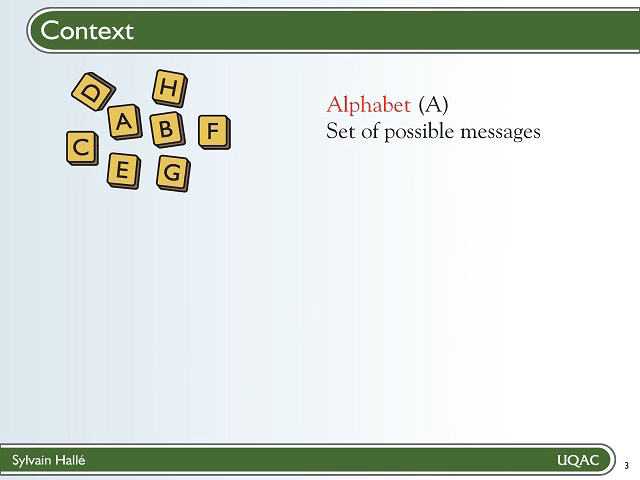 Context
D
H
A
B
F
C
E
G
Alphabet (A)
Set of possible messages
Sylvain Hallé
UQAC
3